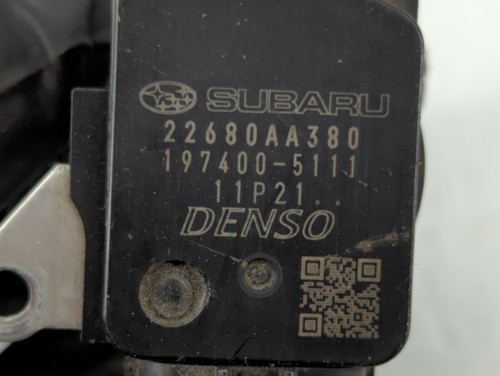 SUBARU
22680AA380
197400-5111
11P21..
DENSO